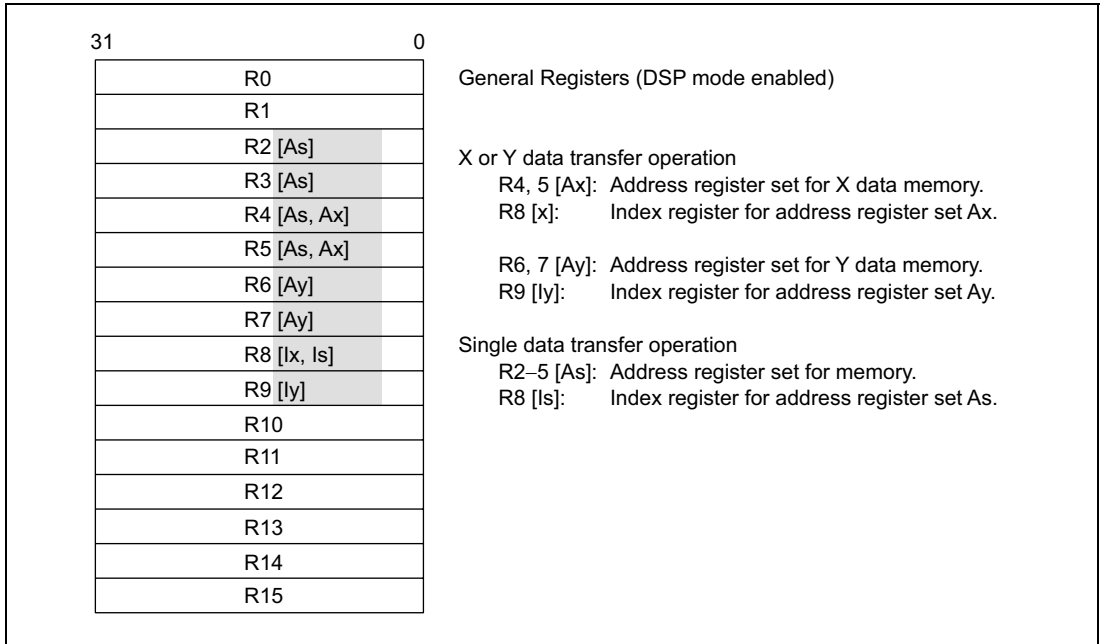 31 0
R0
R1
R2 [As]
R3 [As]
R4 [As, Ax]
R5 [As, Ax]
R6 [Ay]
R7 [Ay]
R8 [Ix, Is]
R9 [Iy]
R10
R11
R12
R13
R14
R15
General Registers (DSP mode enabled)
X or Y data transfer operation
R4, 5 [Ax]: Address register set for X data memory.
R8 [x]: Index register for address register set Ax.
R6, 7 [Ay]: Address register set for Y data memory.
R9 [Iy]: Index register for address register set Ay.
Single data transfer operation
R2–5 [As]: Address register set for memory.
R8 [Is]: Index register for address register set As.